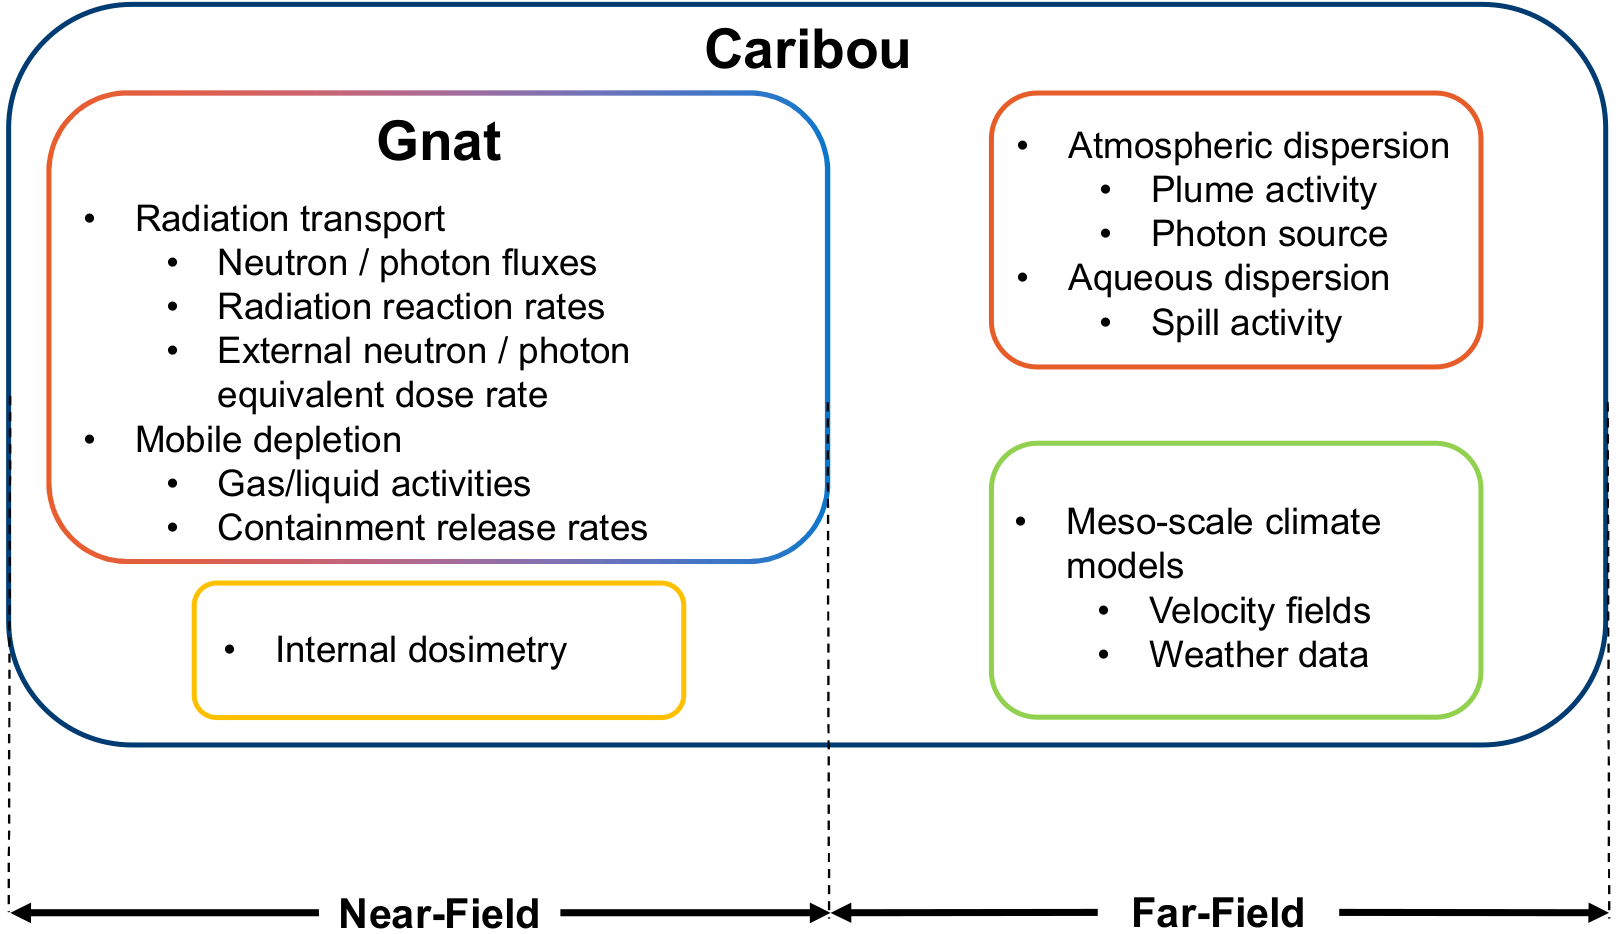 Caribou
Gnat
• Radiation transport
• Neutron / photon fluxes
• Radiation reaction rates
• External neutron / photon
equivalent dose rate
• Mobile depletion
• Gas/liquid activities
• Containment release rates
• Internal dosimetry
• Atmospheric dispersion
• Plume activity
• Photon source
• Aqueous dispersion
• Spill activity
• Meso-scale climate
models
• Velocity fields
• Weather data
Near-Field
Far-Field